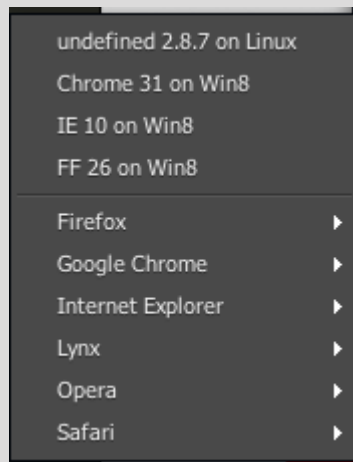 undefined 2.8.7 on Linux
Chrome 31 on Win8
IE 10 on Win8
FF 26 on Win8
Firefox
Google Chrome
Internet Explorer
Lynx
Opera
Safari